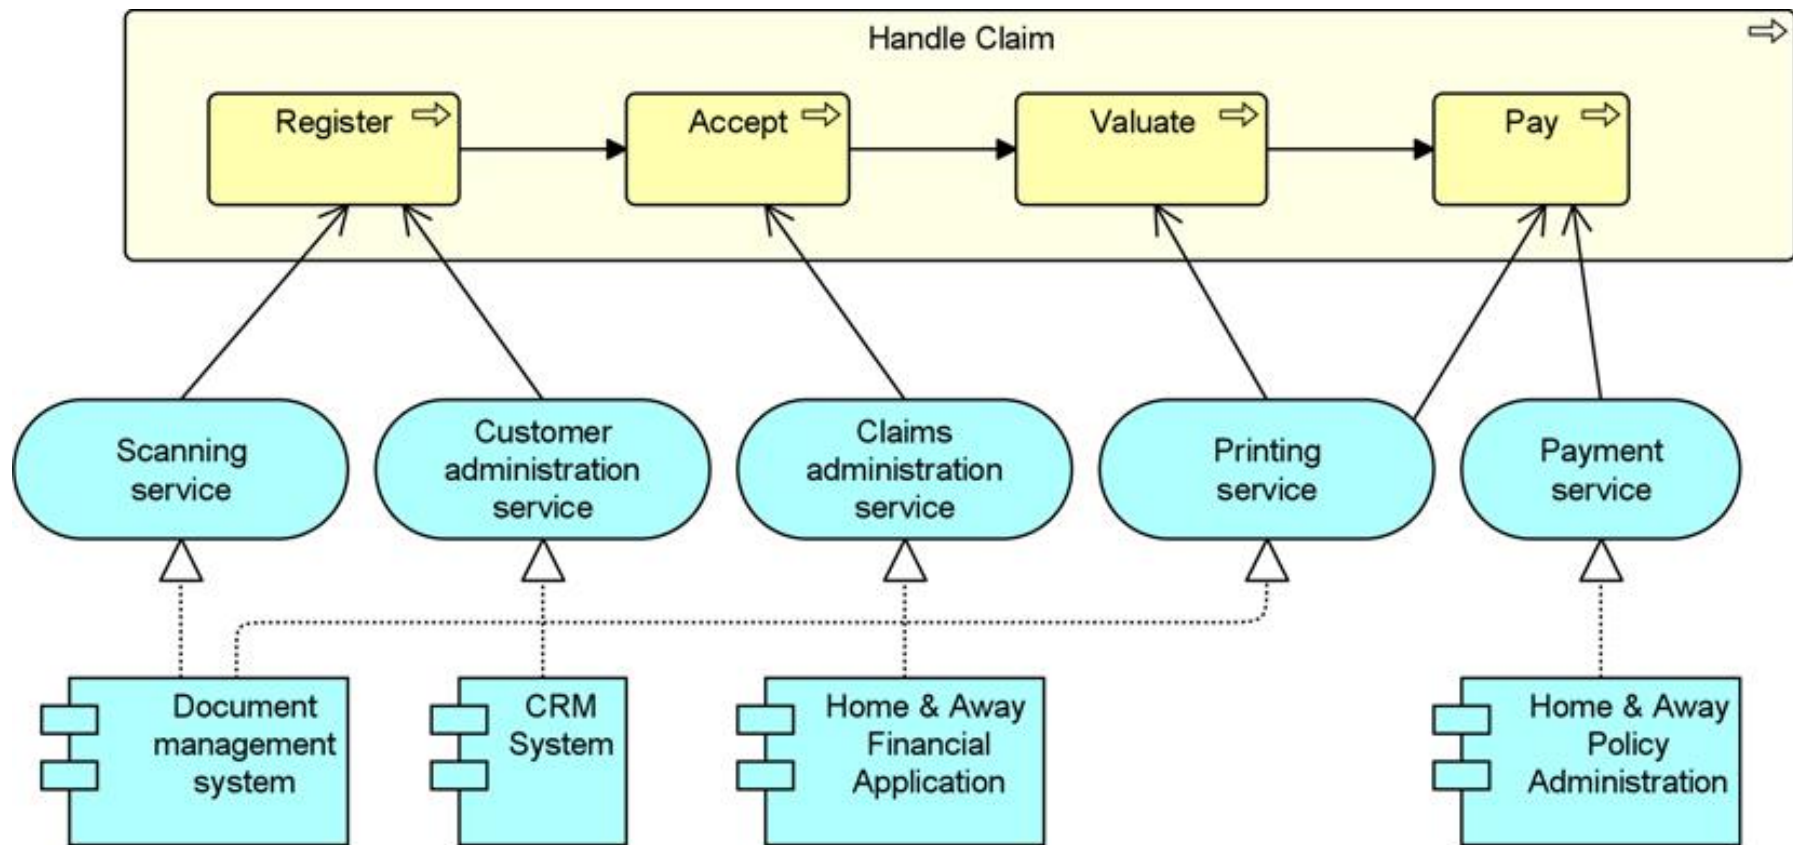 Handle Claim
Register
Accept
Valuate
Pay
Scanning
service
Customer
administration
service
Claims
administration
service
Printing
service
Payment
service
Document
management
system
CRM
System
Home & Away
Financial
Application
Home & Away
Policy
Administration